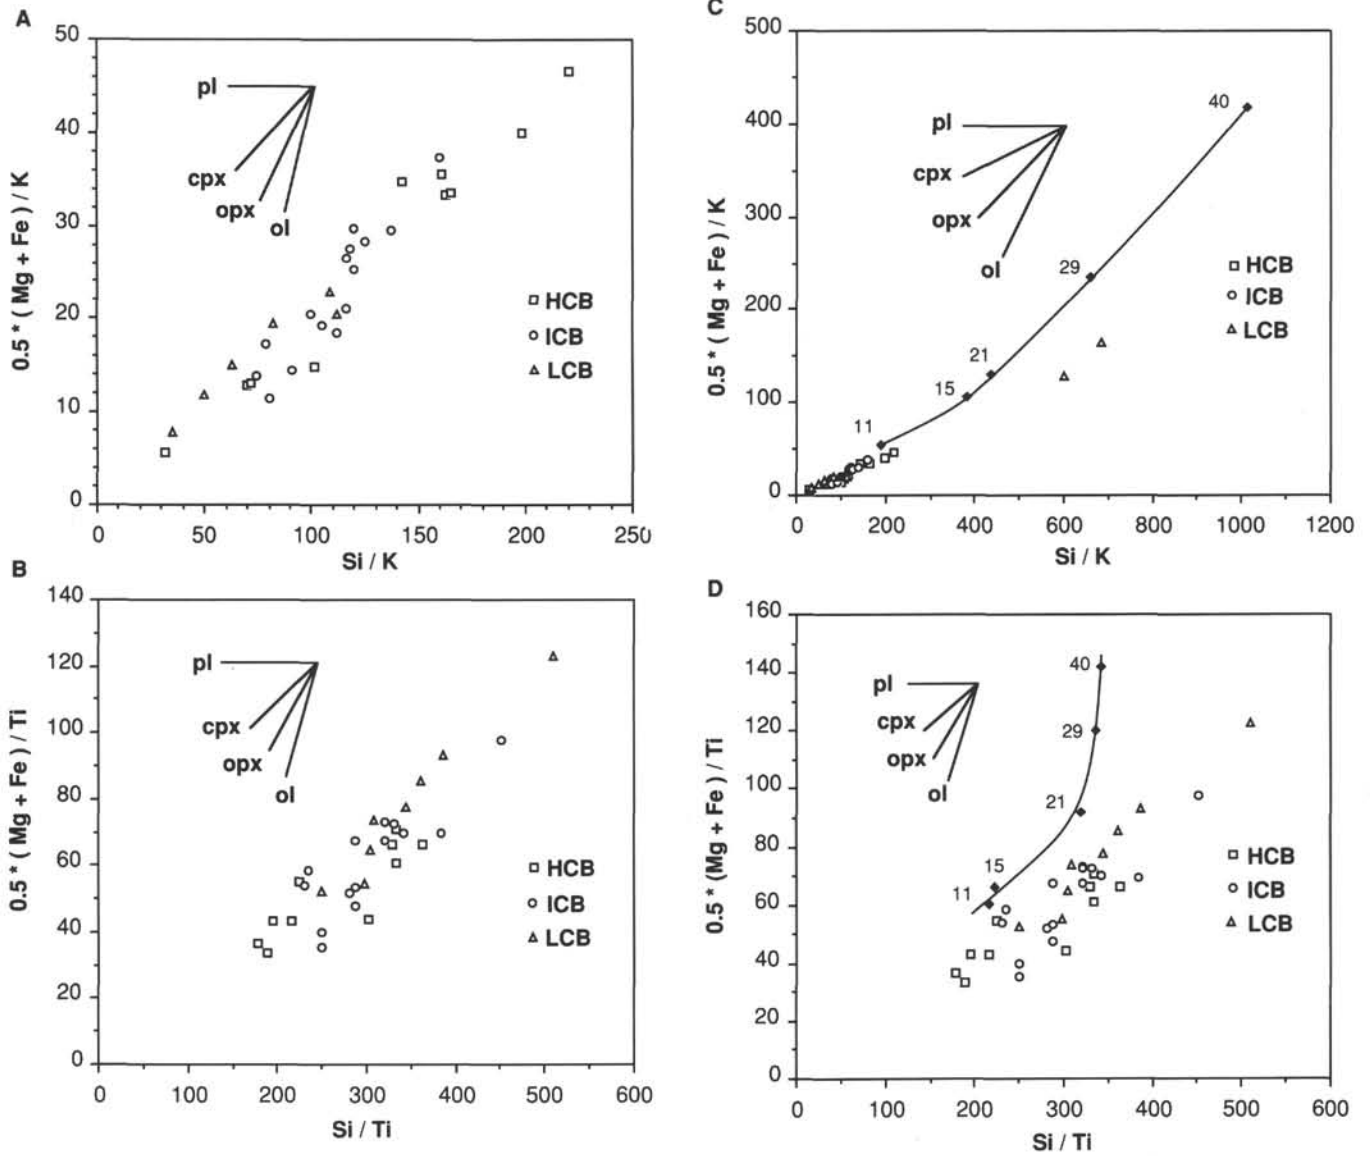 A
50
40
30
20
10
0
0.5 * ( Mg + Fe ) / K
pl
cpx
opx
ol
HCB
ICB
LCB
0 50 100 150 200 250
Si / K
B
140
120
100
80
60
40
20
0
0.5 * ( Mg + Fe ) / Ti
pl
cpx
opx
ol
HCB
ICB
LCB
0 100 200 300 400 500 600
Si / Ti
C
500
400
300
200
100
0
0.5 * ( Mg + Fe ) / K
pl
cpx
opx
ol
40
29
21
15
11
HCB
ICB
LCB
0 200 400 600 800 1000 1200
Si / K
D
160
140
120
100
80
60
40
20
0
0.5 * (Mg + Fe ) / Ti
pl
cpx
opx
ol
40
29
21
15
11
HCB
ICB
LCB
0 100 200 300 400 500 600
Si / Ti